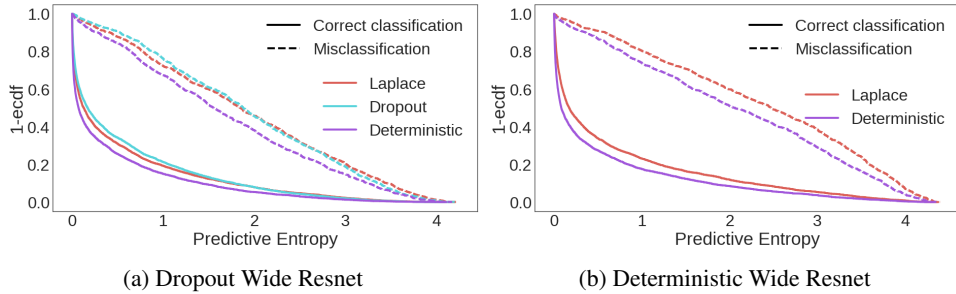 1.0
0.8
0.6
0.4
0.2
0.0
1-ecdf
0
1
2
3
4
Predictive Entropy
Correct classification
Misclassification
Laplace
Dropout
Deterministic
(a) Dropout Wide Resnet
1.0
0.8
0.6
0.4
0.2
0.0
1-ecdf
0
1
2
3
4
Predictive Entropy
Correct classification
Misclassification
Laplace
Deterministic
(b) Deterministic Wide Resnet